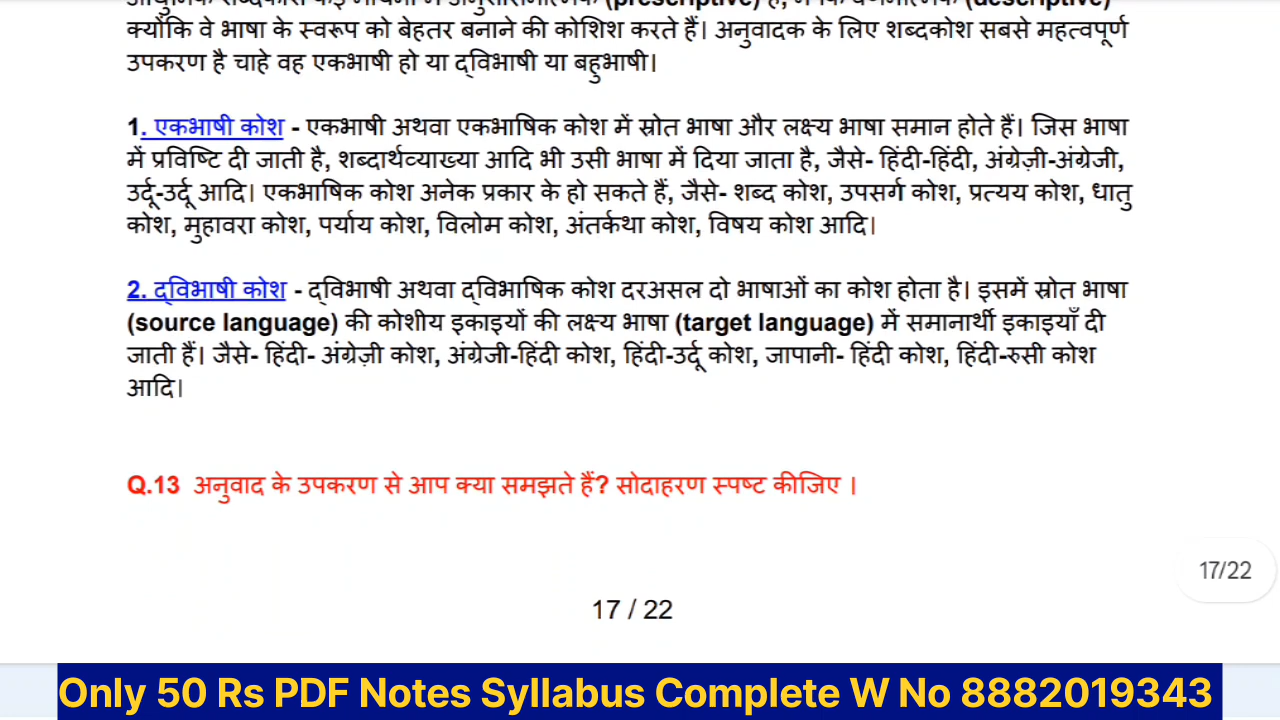 क्योंकि वे भाषा के स्वरूप को बेहतर बनाने की कोशिश करते हैं। अनुवादक के लिए शब्दकोश सबसे महत्वपूर्ण
उपकरण है चाहे वह एकभाषी हो या द्विभाषी या बहुभाषी।
1. एकभाषी कोश - एकभाषी अथवा एकभाषिक कोश में स्रोत भाषा और लक्ष्य भाषा समान होते हैं। जिस भाषा
में प्रविष्टि दी जाती है, शब्दार्थव्याख्या आदि भी उसी भाषा में दिया जाता है, जैसे- हिंदी-हिंदी, अंग्रेज़ी-अंग्रेजी,
उर्दू-उर्दू आदि। एकभाषिक कोश अनेक प्रकार के हो सकते हैं, जैसे- शब्द कोश, उपसर्ग कोश, प्रत्यय कोश, धातु
कोश, मुहावरा कोश, पर्याय कोश, विलोम कोश, अंतर्कथा कोश, विषय कोश आदि।
2. द्विभाषी कोश - द्विभाषी अथवा द्विभाषिक कोश दरअसल दो भाषाओं का कोश होता है। इसमें स्रोत भाषा
(source language) की कोशीय इकाइयों की लक्ष्य भाषा (target language) में समानार्थी इकाइयाँ दी
जाती हैं। जैसे- हिंदी- अंग्रेज़ी कोश, अंग्रेजी-हिंदी कोश, हिंदी-उर्दू कोश, जापानी- हिंदी कोश, हिंदी-रुसी कोश
आदि।
Q.13 अनुवाद के उपकरण से आप क्या समझते हैं? सोदाहरण स्पष्ट कीजिए ।
17/22
17 / 22
Only 50 Rs PDF Notes Syllabus Complete W No 8882019343